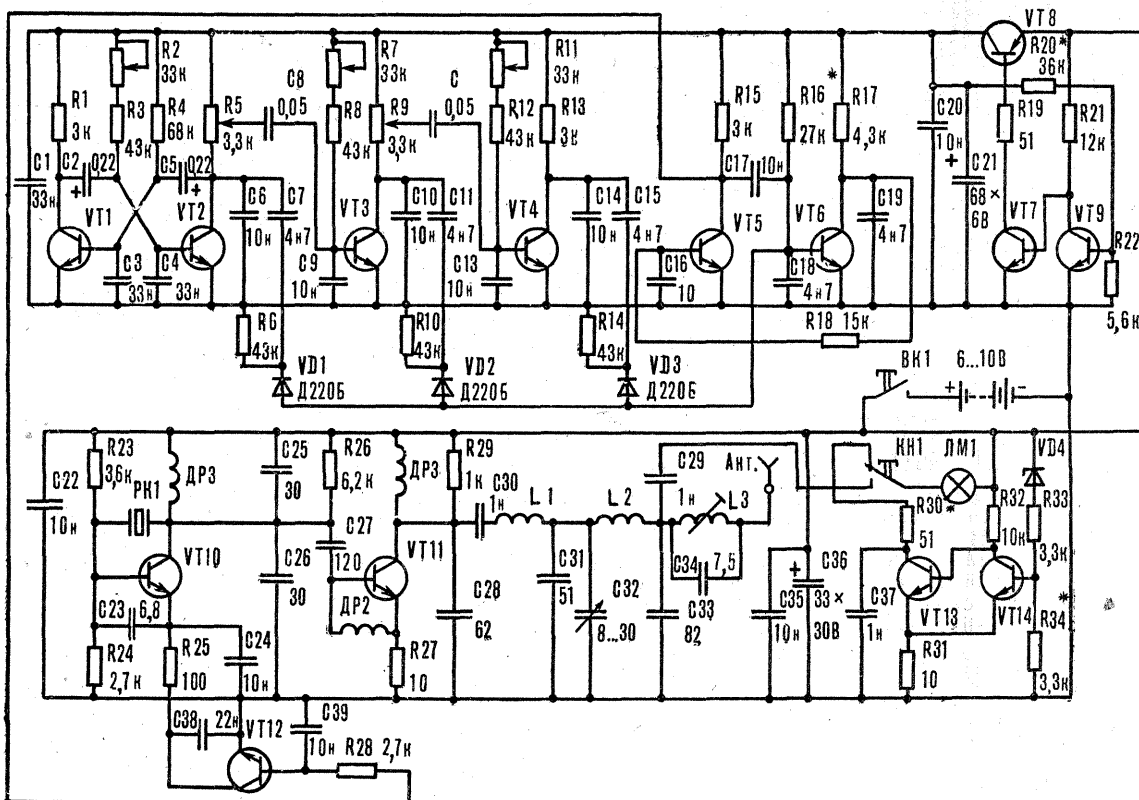 R2
33к
R7
33к
R11
33к
VT8
R20*
36к
R1
3к
R3
43к
R4
68к
R5
3,3к
C8
0,05
R8
43к
R9
3,3к
C
0,05
R12
43к
R13
3к
R15
3к
R16
27к
*
R17
4,3к
C20
10н
R19
51
R21
12к
C1
33н
C2
0,22
+
C5
0,22
+
C6
10н
C7
4н7
C10
10н
C11
4н7
C14
10н
C15
4н7
C17
10н
C19
4н7
+
C21
68 ×
6В
VT1
VT2
VT3
VT4
VT5
VT6
VT7
VT9
R22
5,6к
C3
33н
C4
33н
C9
10н
C13
10н
C16
10
C18
4н7
R6
43к
R10
43к
R14
43к
R18 15к
VD1
Д220Б
VD2
Д220Б
VD3
Д220Б
ВК1
6...10В
+
-
R23
3,6к
ДР3
C25
30
R26
6,2к
ДР3
R29
1к
C30
1н
L1
L2
C29
1н
Ант.
L3
КН1
ЛМ1
VD4
C22
10н
РК1
R30*
51
R32
10к
R33
3,3к
VT10
C26
30
C27
120
VT11
C31
51
C34
7,5
C36
+
33 ×
30В
C37
1н
C23
6,8
ДР2
C28
62
C32
8...30
C33
82
C35
10н
VT13
VT14
*
R34
3,3к
R24
2,7к
R25
100
C24
10н
R27
10
R31
10
C38
22н
VT12
C39
10н
R28 2,7к